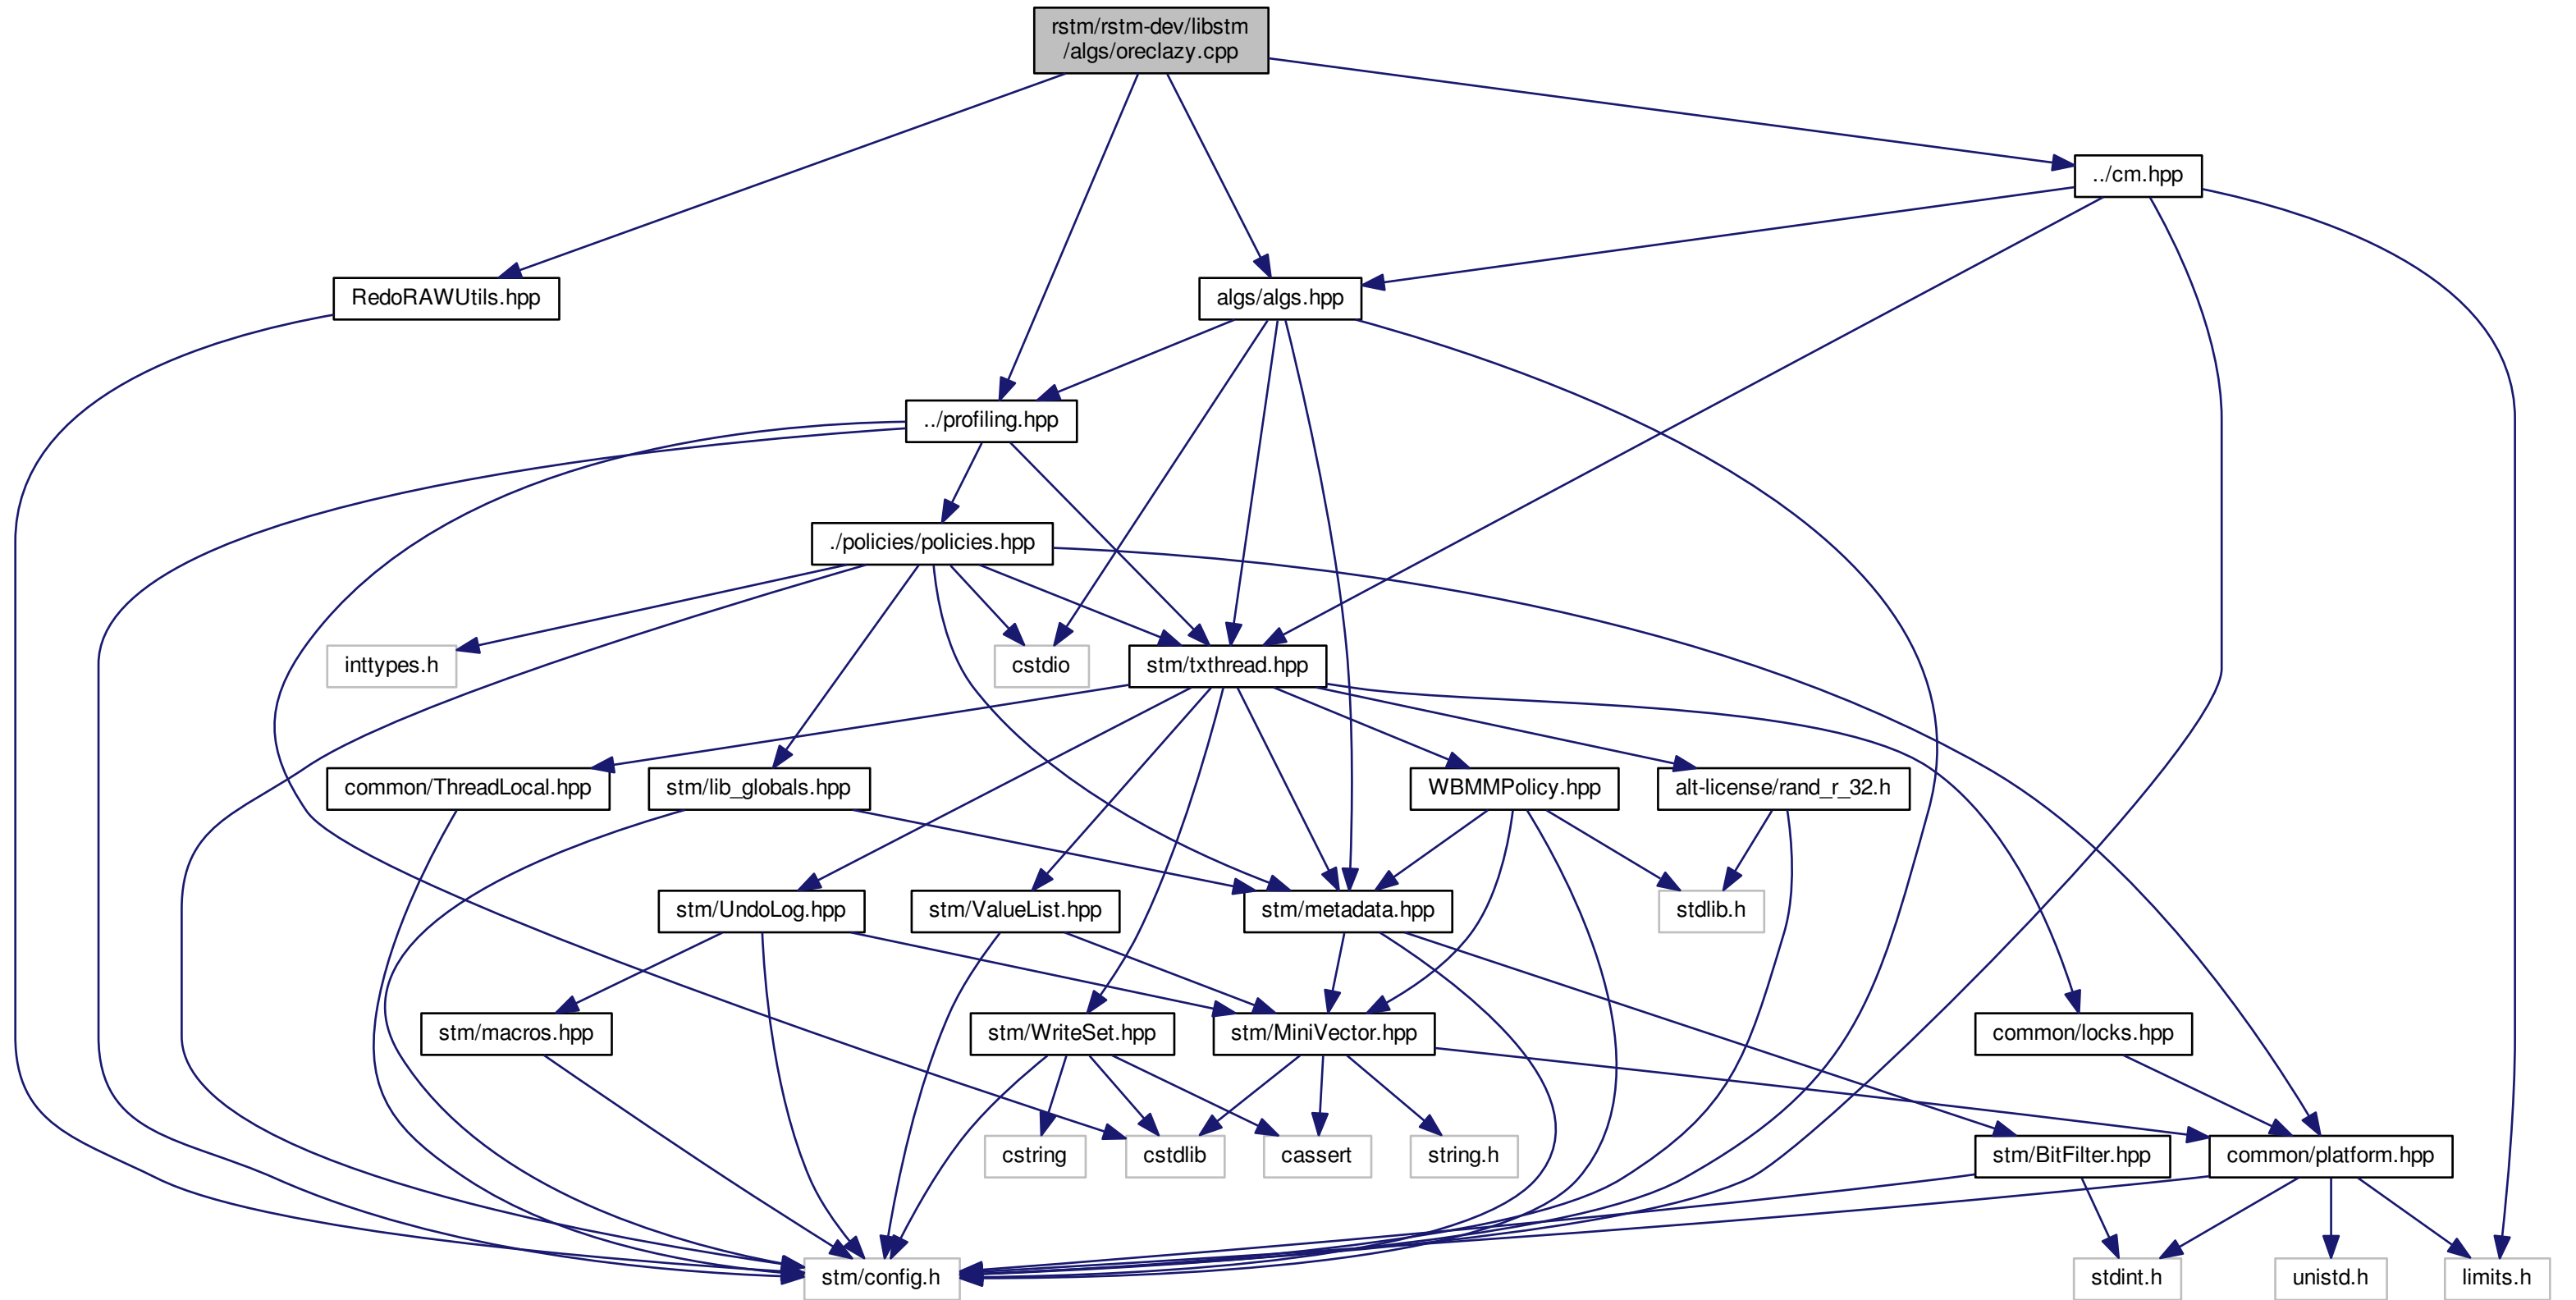 rstm/rstm-dev/libstm
/algs/oreclazy.cpp
../cm.hpp
RedoRAWUtils.hpp
algs/algs.hpp
../profiling.hpp
./policies/policies.hpp
inttypes.h
cstdio
stm/txthread.hpp
common/ThreadLocal.hpp
stm/lib_globals.hpp
WBMMPolicy.hpp
alt-license/rand_r_32.h
stm/UndoLog.hpp
stm/ValueList.hpp
stm/metadata.hpp
stdlib.h
stm/macros.hpp
stm/WriteSet.hpp
stm/MiniVector.hpp
common/locks.hpp
cstring
cstdlib
cassert
string.h
stm/BitFilter.hpp
common/platform.hpp
stm/config.h
stdint.h
unistd.h
limits.h